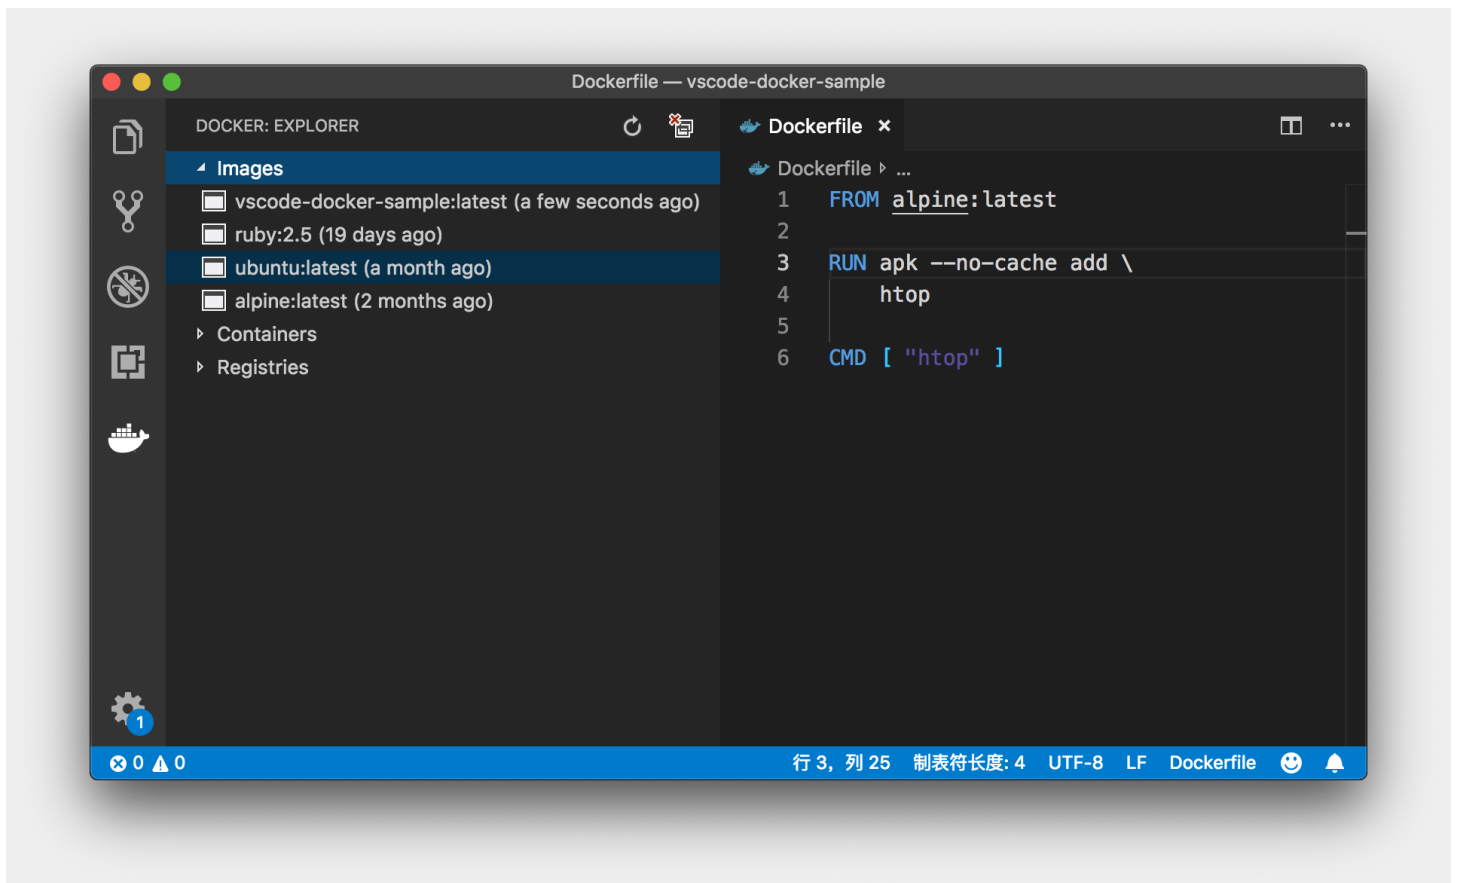 Dockerfile — vscode-docker-sample
DOCKER: EXPLORER
Images
vscode-docker-sample:latest (a few seconds ago)
ruby:2.5 (19 days ago)
ubuntu:latest (a month ago)
alpine:latest (2 months ago)
Containers
Registries
1
Dockerfile ×
Dockerfile ...
1 FROM alpine:latest
2
3 RUN apk --no-cache add \
4 htop
5
6 CMD [ "htop" ]
0 0 行 3，列 25 制表符长度: 4 UTF-8 LF Dockerfile